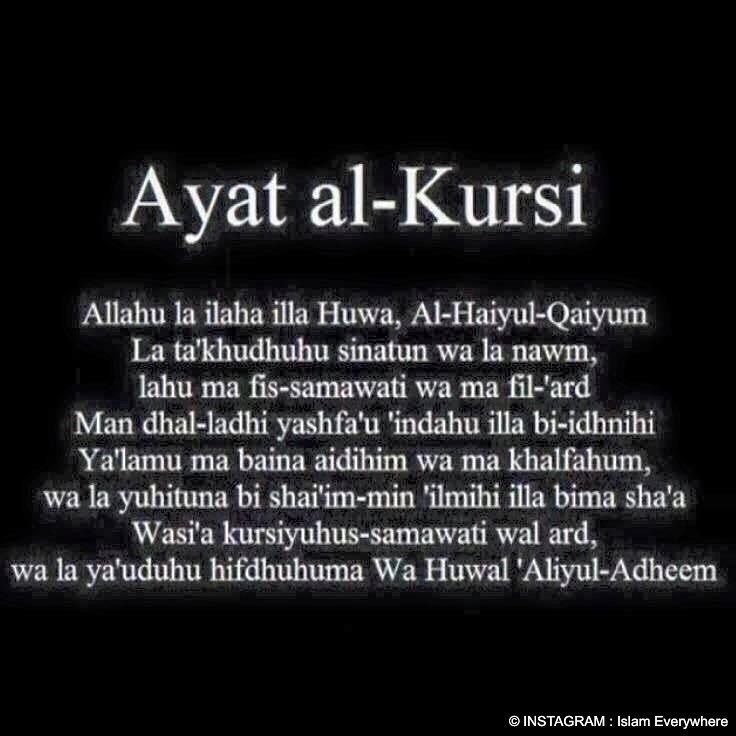 Ayat al-Kursi
Allahu la ilaha illa Huwa, Al-Haiyul-Qaiyum
La ta'khudhuhu sinatun wa la nawm,
lahu ma fis-samawati wa ma fil-'ard
Man dhal-ladhi yashfa'u 'indahu illa bi-idhnihi
Ya'lamu ma baina aidihim wa ma khalfahum,
wa la yuhituna bi shai'im-min 'ilmihi illa bima sha'a
Wasi'a kursiyuhus-samawati wal ard,
wa la ya'uduhu hifdhuhuma Wa Huwal 'Aliyul-Adheem
© INSTAGRAM : Islam Everywhere